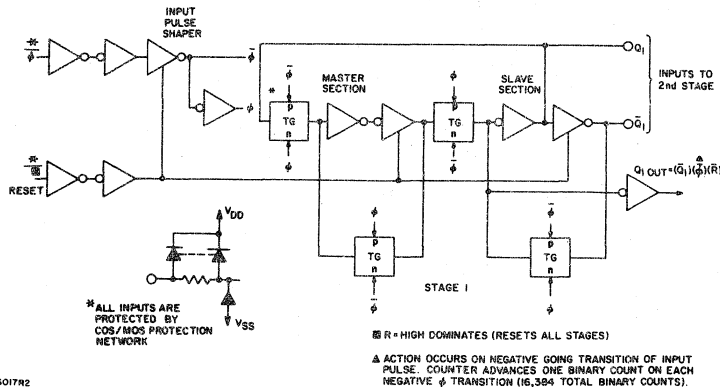 INPUT
PULSE
SHAPER
*
φ̄
φ̄
φ
*
φ̄
p
TG
n
φ
MASTER
SECTION
φ
p
TG
n
φ̄
SLAVE
SECTION
Q1
Q̄1
INPUTS TO
2nd STAGE
*
RESET
Q1 OUT=(Q̄1)(φ̄)(R̄)
Δ
φ
p
TG
n
φ̄
φ̄
p
TG
n
φ
STAGE 1
VDD
VSS
*ALL INPUTS ARE
PROTECTED BY
COS/MOS PROTECTION
NETWORK
R = HIGH DOMINATES (RESETS ALL STAGES)
Δ ACTION OCCURS ON NEGATIVE GOING TRANSITION OF INPUT
PULSE. COUNTER ADVANCES ONE BINARY COUNT ON EACH
NEGATIVE φ TRANSITION (16,384 TOTAL BINARY COUNTS).